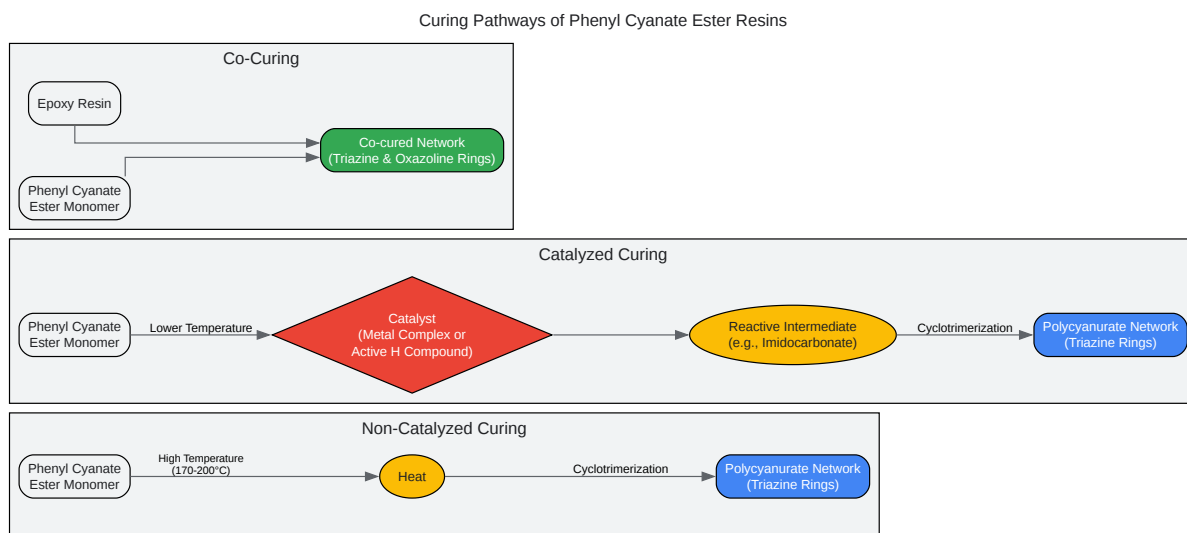 Curing Pathways of Phenyl Cyanate Ester Resins
Co-Curing
Epoxy Resin
Co-cured Network
(Triazine & Oxazoline Rings)
Phenyl Cyanate
Ester Monomer
Catalyzed Curing
Phenyl Cyanate
Ester Monomer
Lower Temperature
Catalyst
(Metal Complex or
Active H Compound)
Reactive Intermediate
(e.g., Imidocarbonate)
Cyclotrimerization
Polycyanurate Network
(Triazine Rings)
Non-Catalyzed Curing
Phenyl Cyanate
Ester Monomer
High Temperature
(170-200°C)
Heat
Cyclotrimerization
Polycyanurate Network
(Triazine Rings)